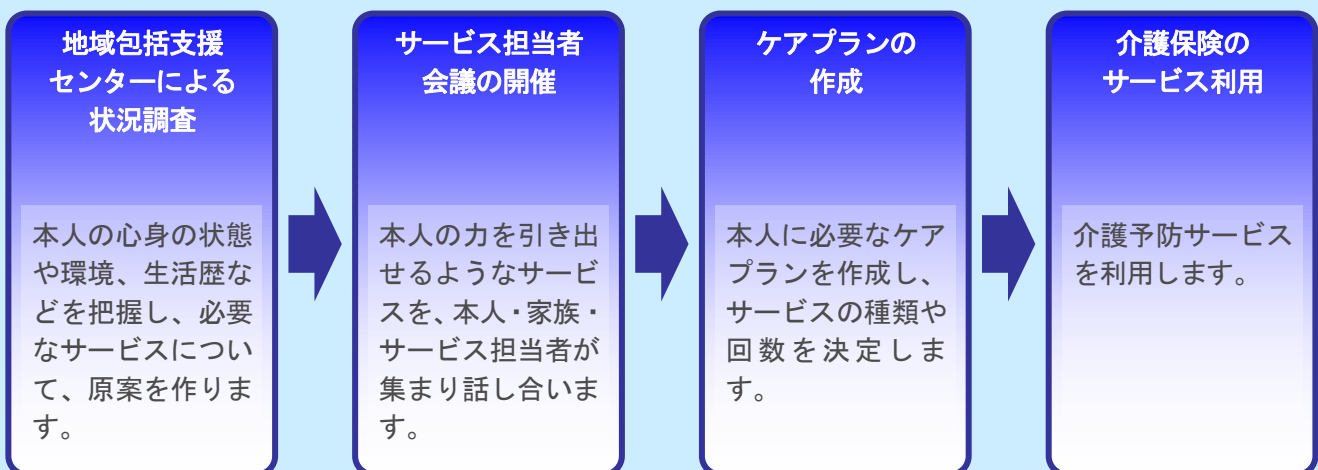 地域包括支援
センターによる
状況調査
本人の心身の状態
や環境、生活歴な
どを把握し、必要
なサービスについ
て、原案を作りま
す。
サービス担当者
会議の開催
本人の力を引き出
せるようなサービ
スを、本人・家族・
サービス担当者が
集まり話し合いま
す。
ケアプランの
作成
本人に必要なケア
プランを作成し、
サービスの種類や
回数を決定しま
す。
介護保険の
サービス利用
介護予防サービス
を利用します。